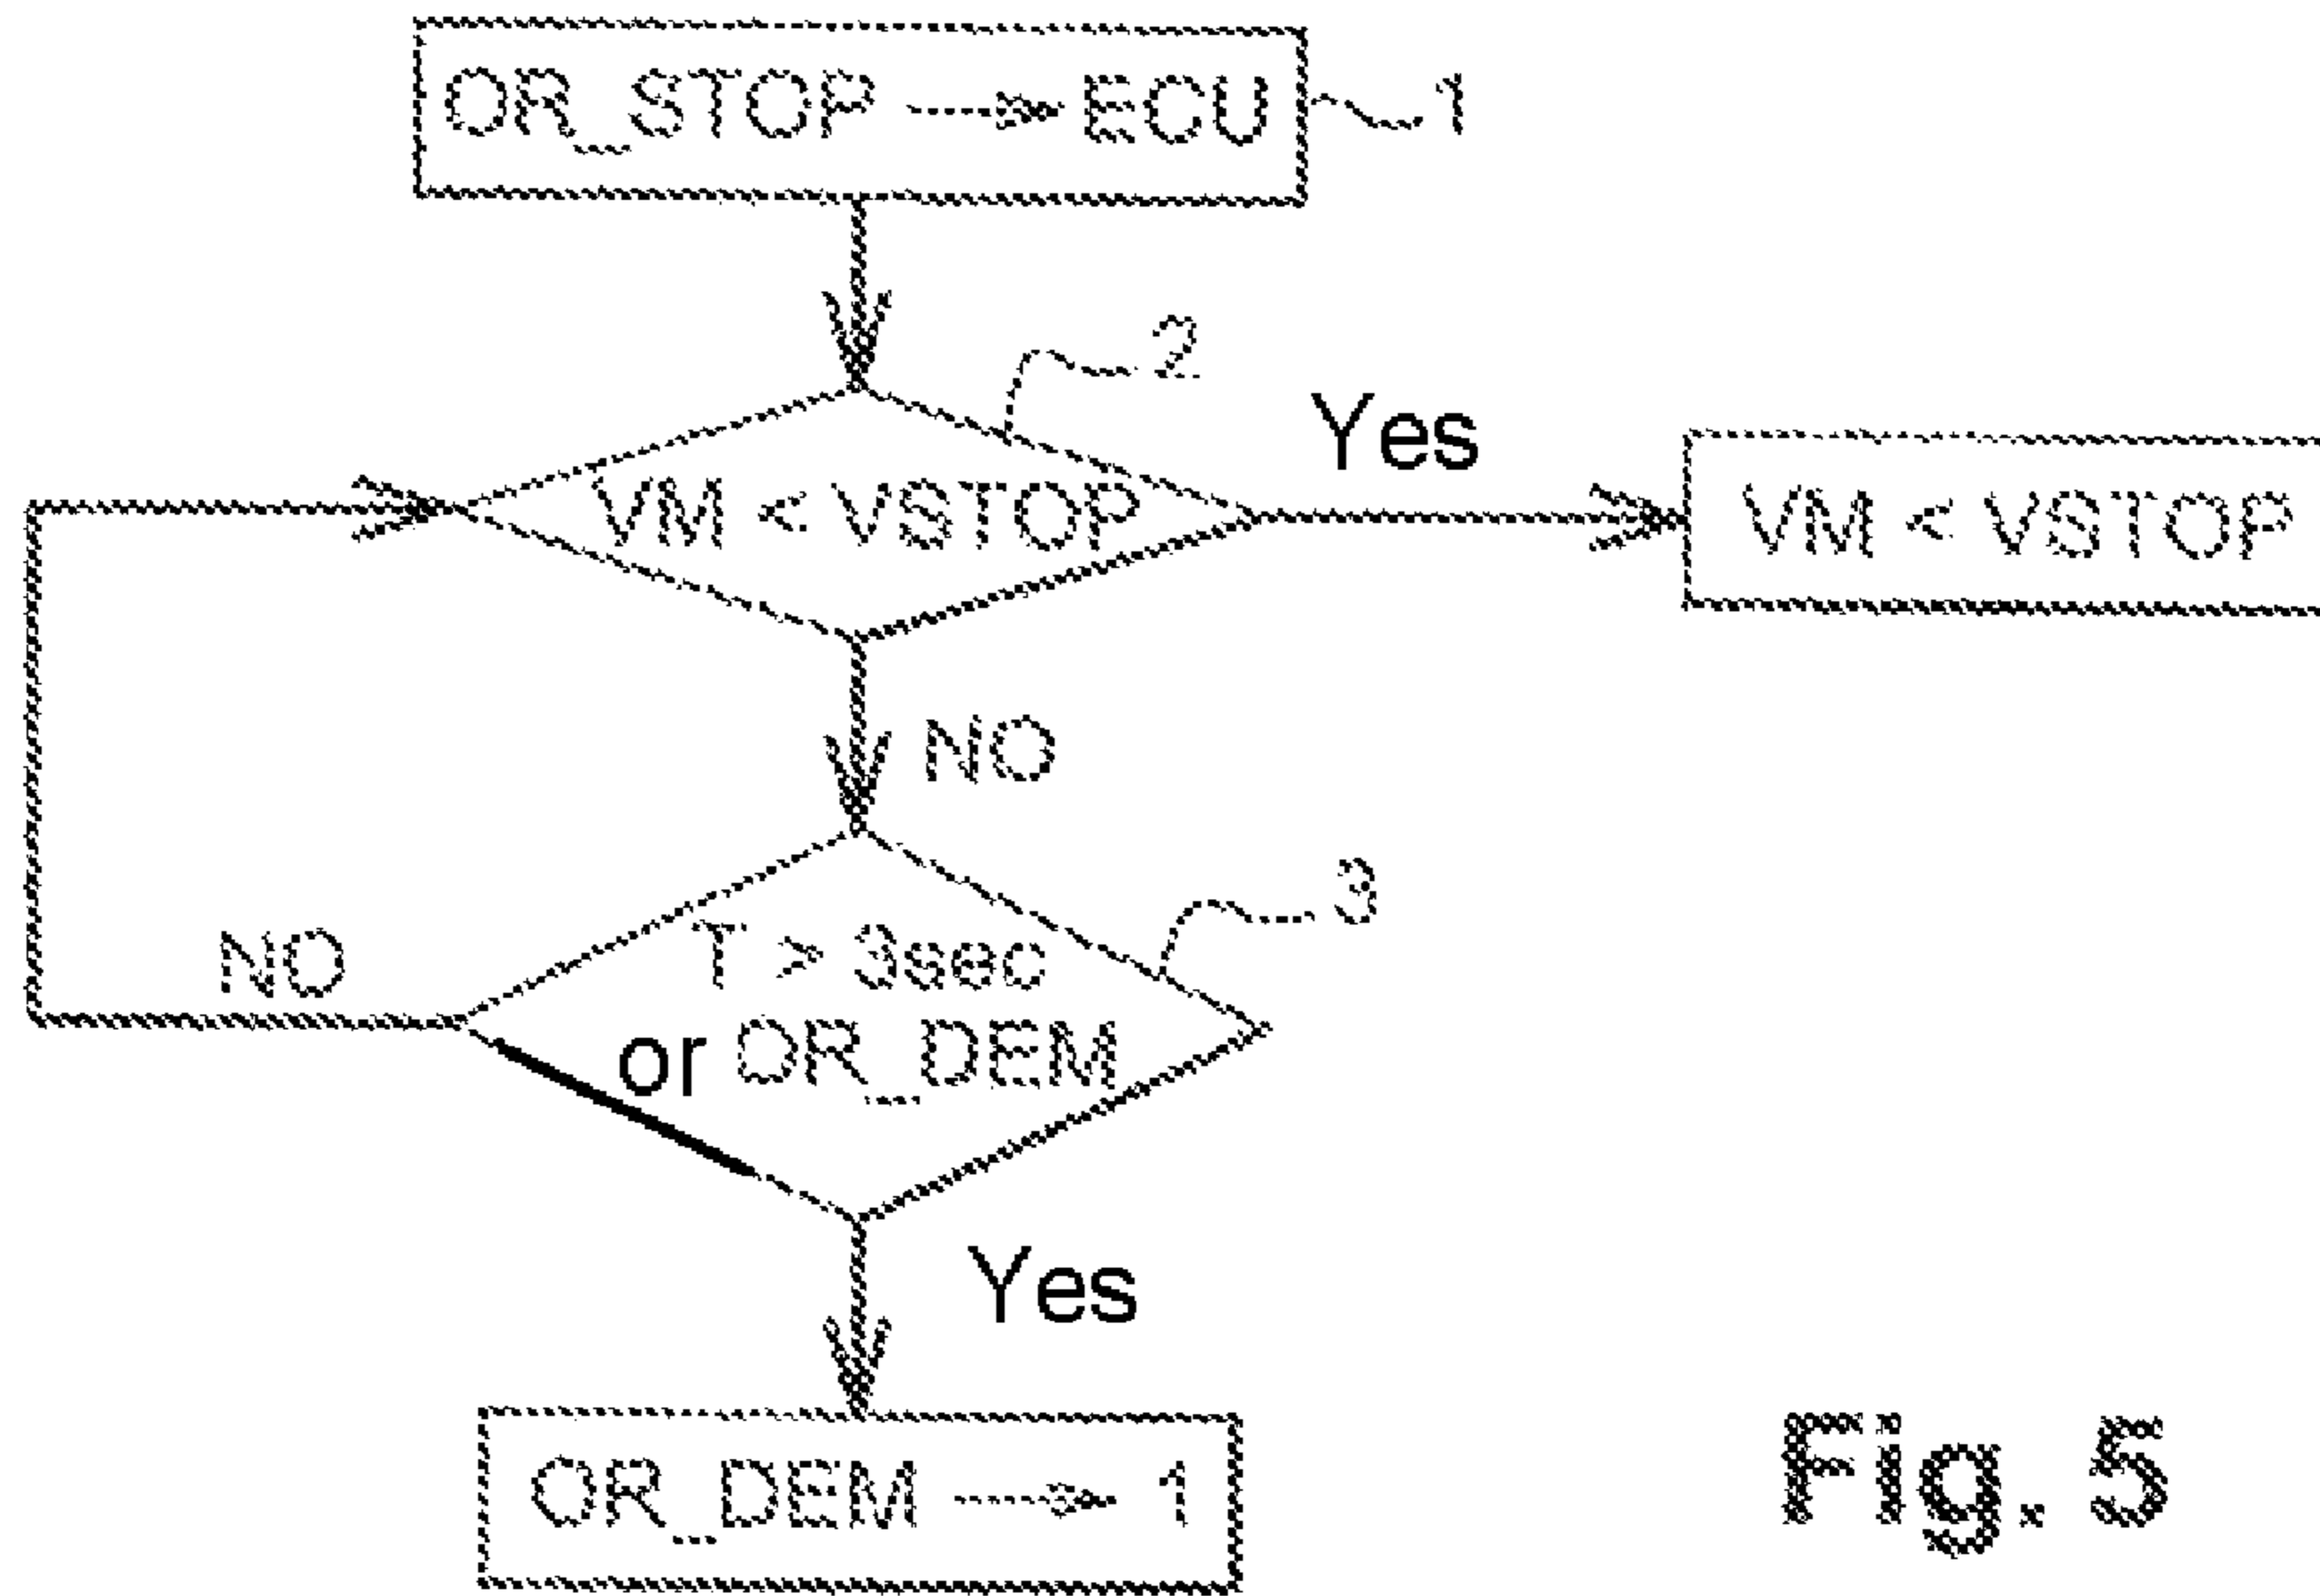 OR_STOP ---> ECU
1
2
Yes
VM < VSTOP
VM < VSTOP
NO
3
NO
T > 3sec
or OR_DEM
Yes
OR_DEM ---> 1
Fig. 5